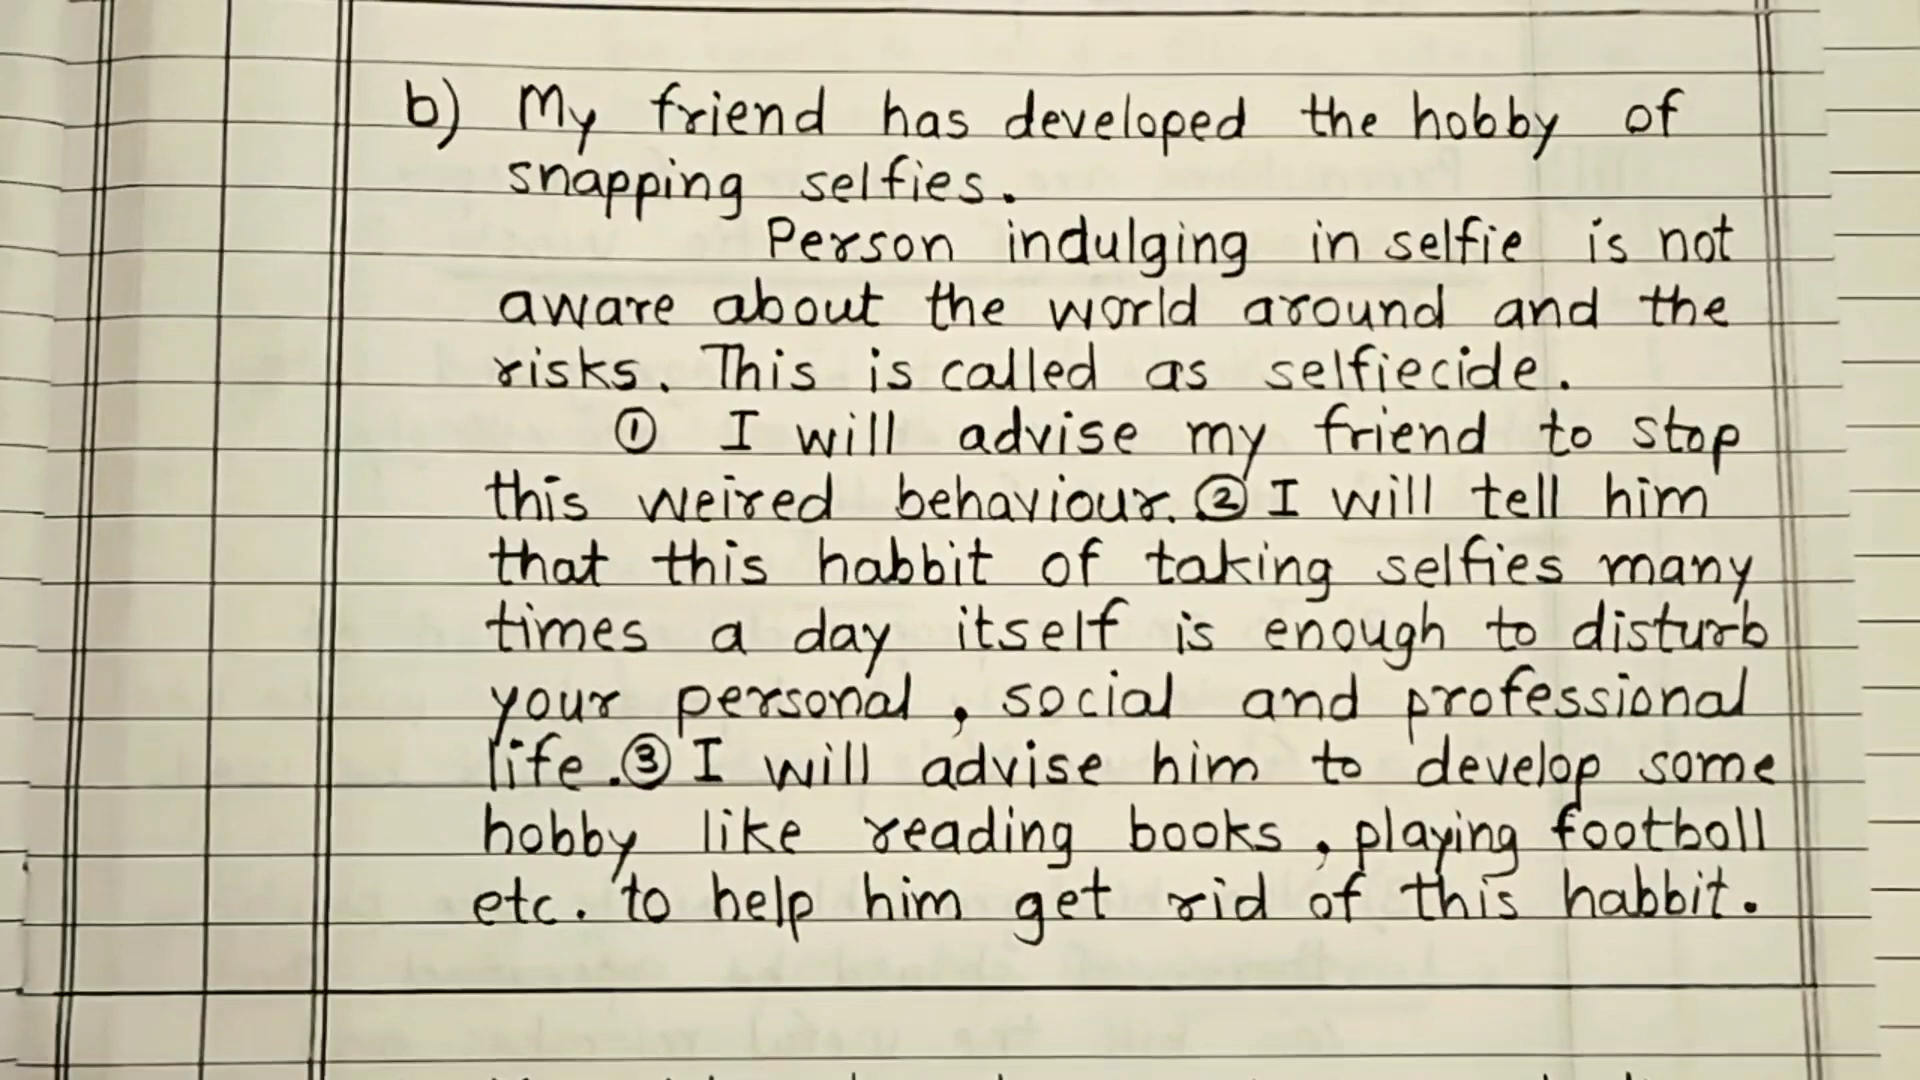 b) My friend has developed the hobby of
snapping selfies.
Person indulging in selfie is not
aware about the world around and the
risks. This is called as selfiecide.
① I will advise my friend to stop
this weired behaviour. ② I will tell him
that this habbit of taking selfies many
times a day itself is enough to disturb
your personal, social and professional
life. ③ I will advise him to develop some
hobby like reading books, playing football
etc. to help him get rid of this habbit.